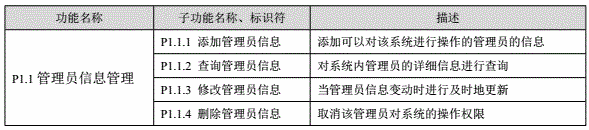 功能名称 子功能名称、标识符 描述
P1.1.1 添加管理员信息 添加可以对该系统进行操作的管理员的信息
P1.1.2 查询管理员信息 对系统内管理员的详细信息进行查询
P1.1 管理员信息管理
P1.1.3 修改管理员信息 当管理员信息变动时进行及时地更新
P1.1.4 删除管理员信息 取消该管理员对系统的操作权限